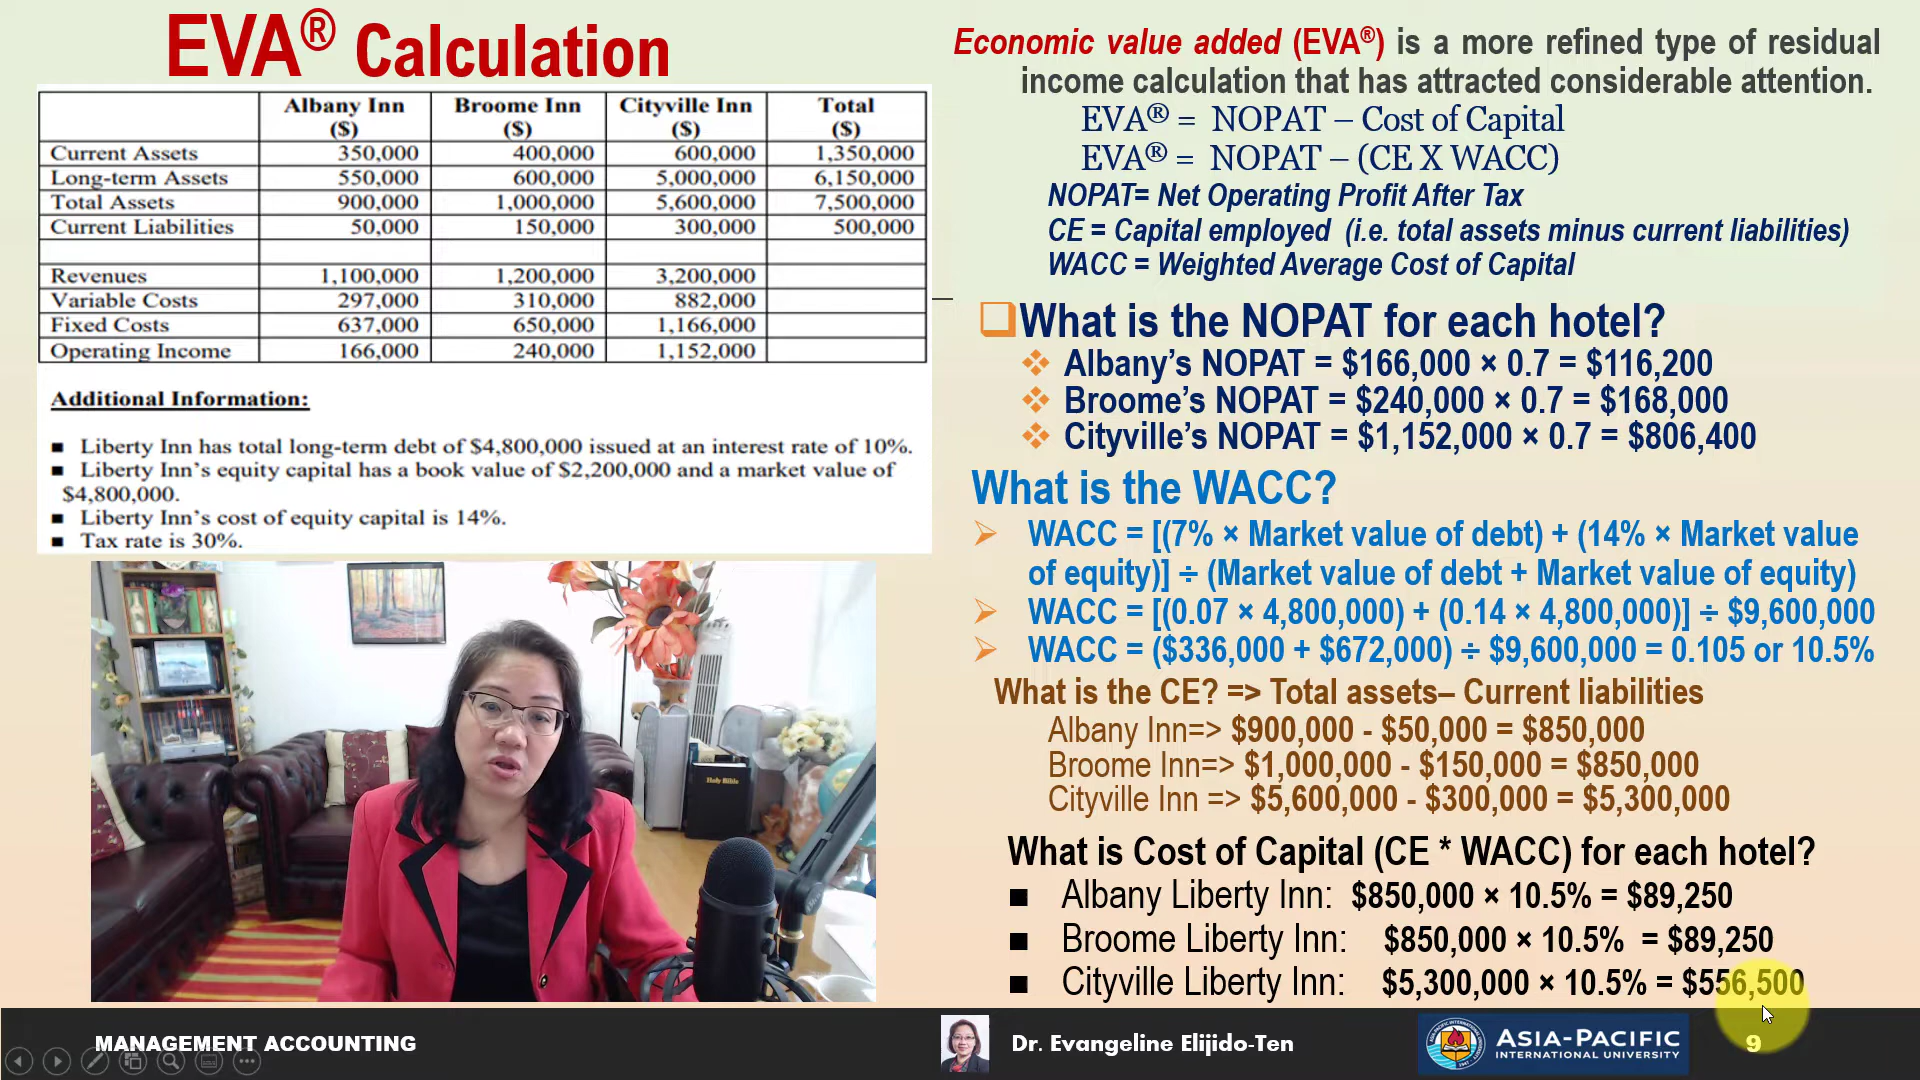 EVA® Calculation
Albany Inn ($) Broome Inn ($) Cityville Inn ($) Total ($)
Current Assets 350,000 400,000 600,000 1,350,000
Long-term Assets 550,000 600,000 5,000,000 6,150,000
Total Assets 900,000 1,000,000 5,600,000 7,500,000
Current Liabilities 50,000 150,000 300,000 500,000
Revenues 1,100,000 1,200,000 3,200,000
Variable Costs 297,000 310,000 882,000
Fixed Costs 637,000 650,000 1,166,000
Operating Income 166,000 240,000 1,152,000
Additional Information:
▪ Liberty Inn has total long-term debt of $4,800,000 issued at an interest rate of 10%.
▪ Liberty Inn's equity capital has a book value of $2,200,000 and a market value of
$4,800,000.
▪ Liberty Inn's cost of equity capital is 14%.
▪ Tax rate is 30%.
Economic value added (EVA®) is a more refined type of residual
income calculation that has attracted considerable attention.
EVA® = NOPAT – Cost of Capital
EVA® = NOPAT – (CE X WACC)
NOPAT= Net Operating Profit After Tax
CE = Capital employed (i.e. total assets minus current liabilities)
WACC = Weighted Average Cost of Capital
❑What is the NOPAT for each hotel?
❖ Albany’s NOPAT = $166,000 × 0.7 = $116,200
❖ Broome’s NOPAT = $240,000 × 0.7 = $168,000
❖ Cityville’s NOPAT = $1,152,000 × 0.7 = $806,400
What is the WACC?
➢ WACC = [(7% × Market value of debt) + (14% × Market value
of equity)] ÷ (Market value of debt + Market value of equity)
➢ WACC = [(0.07 × 4,800,000) + (0.14 × 4,800,000)] ÷ $9,600,000
➢ WACC = ($336,000 + $672,000) ÷ $9,600,000 = 0.105 or 10.5%
What is the CE? => Total assets– Current liabilities
Albany Inn=> $900,000 - $50,000 = $850,000
Broome Inn=> $1,000,000 - $150,000 = $850,000
Cityville Inn => $5,600,000 - $300,000 = $5,300,000
What is Cost of Capital (CE * WACC) for each hotel?
▪ Albany Liberty Inn: $850,000 × 10.5% = $89,250
▪ Broome Liberty Inn: $850,000 × 10.5% = $89,250
▪ Cityville Liberty Inn: $5,300,000 × 10.5% = $556,500
Holy Bible
MANAGEMENT ACCOUNTING
Dr. Evangeline Elijido-Ten
ASIA-PACIFIC
INTERNATIONAL UNIVERSITY
9